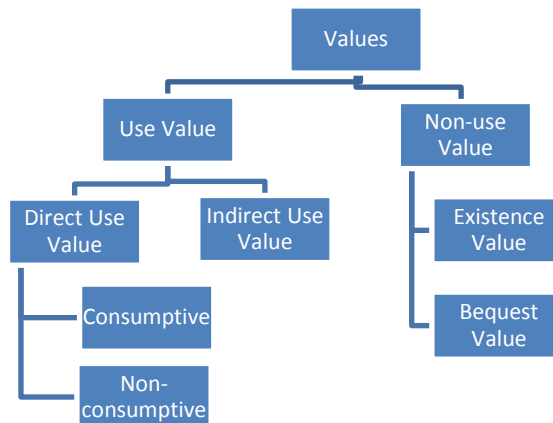 Values
Use Value
Non-use
Value
Direct Use
Value
Indirect Use
Value
Existence
Value
Consumptive
Bequest
Value
Non-
consumptive